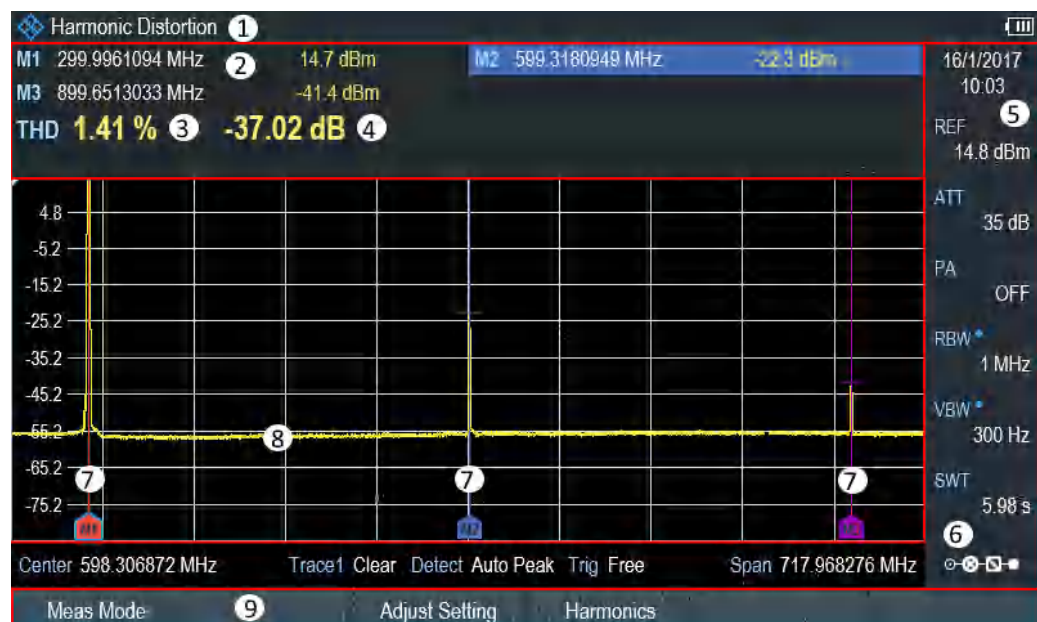 Harmonic Distortion 1
M1 299.9961094 MHz 2 14.7 dBm M2 599.3180949 MHz -22.3 dBm
M3 899.6513033 MHz -41.4 dBm
THD 1.41 % 3 -37.02 dB 4
16/1/2017
10:03
5
REF
14.8 dBm
ATT
35 dB
PA
OFF
RBW
1 MHz
VBW
300 Hz
SWT
5.98 s
6
4.8
-5.2
-15.2
-25.2
-35.2
-45.2
-55.2
8
-65.2
7 7 7
-75.2
M1 M2 M3
Center 598.306872 MHz Trace1 Clear Detect Auto Peak Trig Free Span 717.968276 MHz
Meas Mode 9 Adjust Setting Harmonics